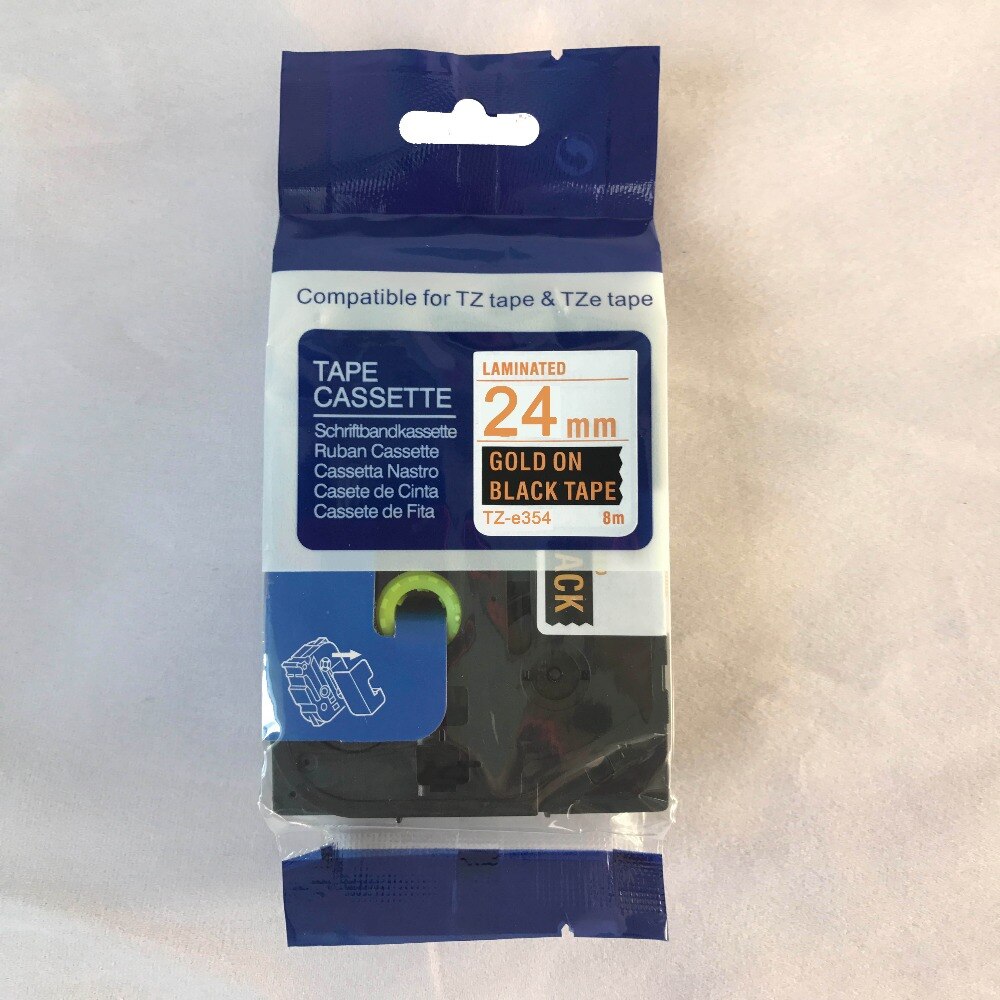 Compatible for TZ tape & TZe tape
TAPE
CASSETTE
Schriftbandkassette
Ruban Cassette
Cassetta Nastro
Casete de Cinta
Cassete de Fita
LAMINATED
24 mm
GOLD ON
BLACK TAPE
TZ-e354 8m
ACK